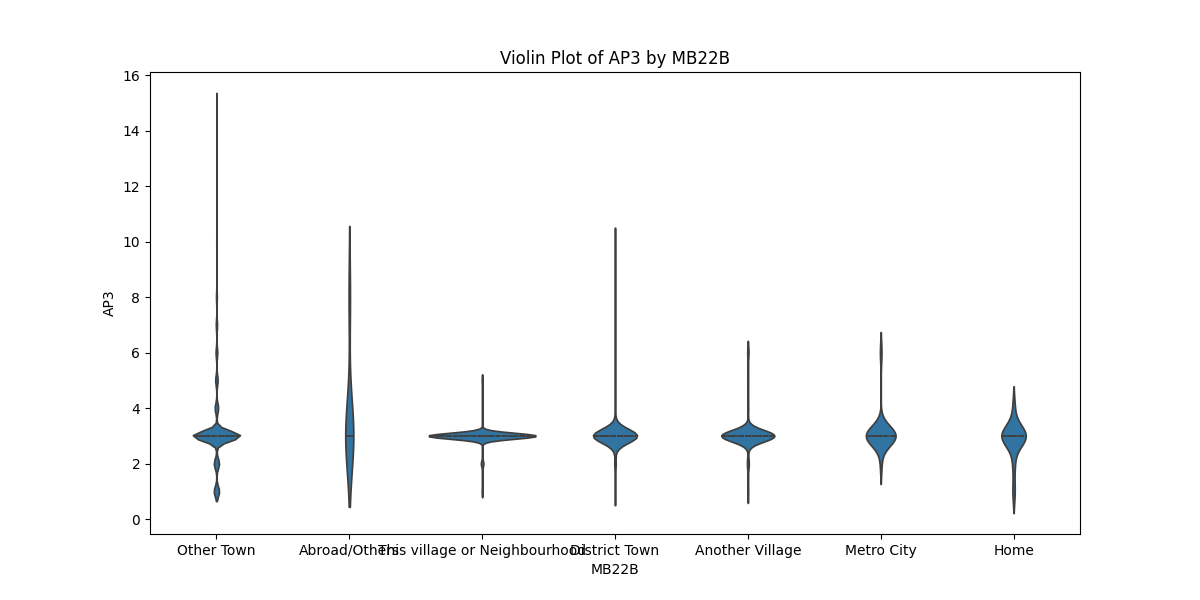 Violin Plot of AP3 by MB22B
16
14
12
10
8
6
4
2
0
AP3
Other Town
Abroad/Others
This village or Neighbourhood
District Town
Another Village
Metro City
Home
MB22B